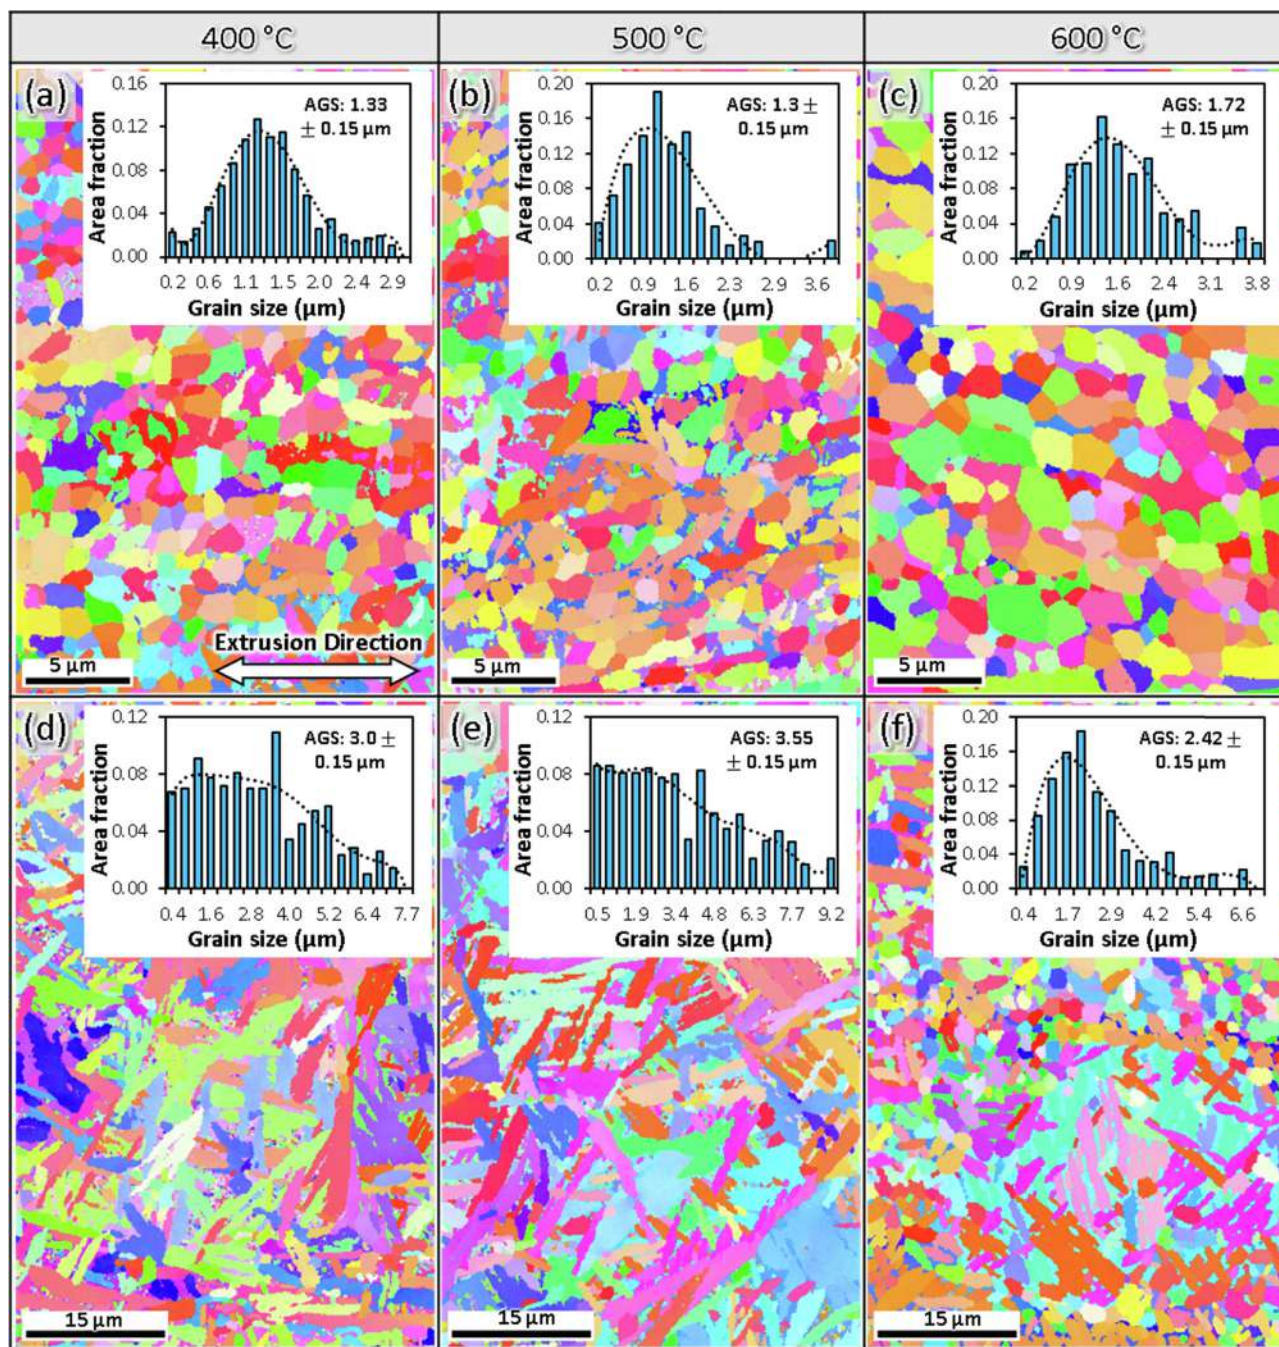 400 °C
500 °C
600 °C
(a)
0.16
0.12
0.08
0.04
0.00
Area fraction
AGS: 1.33
± 0.15 µm
0.2 0.6 1.1 1.5 2.0 2.4 2.9
Grain size (µm)
Extrusion Direction
5 µm
(b)
0.20
0.16
0.12
0.08
0.04
0.00
Area fraction
AGS: 1.3 ±
0.15 µm
0.2 0.9 1.6 2.3 2.9 3.6
Grain size (µm)
5 µm
(c)
0.20
0.16
0.12
0.08
0.04
0.00
Area fraction
AGS: 1.72
± 0.15 µm
0.2 0.9 1.6 2.4 3.1 3.8
Grain size (µm)
5 µm
(d)
0.12
0.08
0.04
0.00
Area fraction
AGS: 3.0 ±
0.15 µm
0.4 1.6 2.8 4.0 5.2 6.4 7.7
Grain size (µm)
15 µm
(e)
0.12
0.08
0.04
0.00
Area fraction
AGS: 3.55
± 0.15 µm
0.5 1.9 3.4 4.8 6.3 7.7 9.2
Grain size (µm)
15 µm
(f)
0.20
0.16
0.12
0.08
0.04
0.00
Area fraction
AGS: 2.42 ±
0.15 µm
0.4 1.7 2.9 4.2 5.4 6.6
Grain size (µm)
15 µm